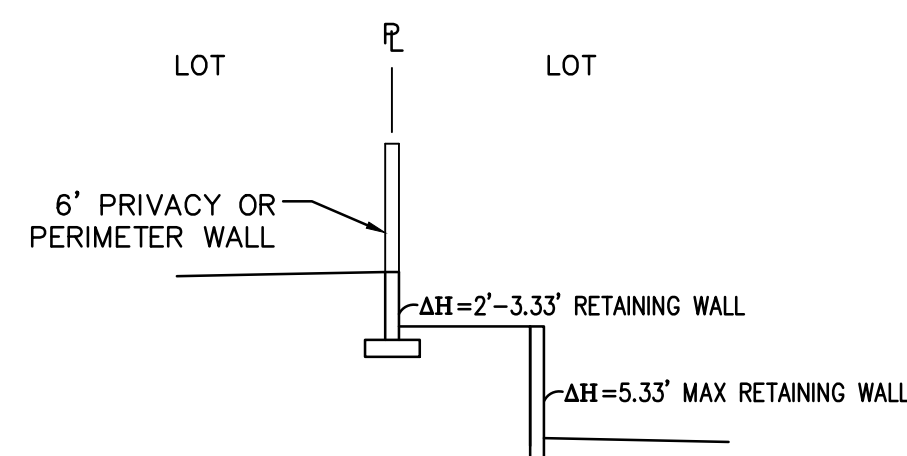 PL
LOT
LOT
6' PRIVACY OR
PERIMETER WALL
ΔH=2'-3.33' RETAINING WALL
ΔH=5.33' MAX RETAINING WALL